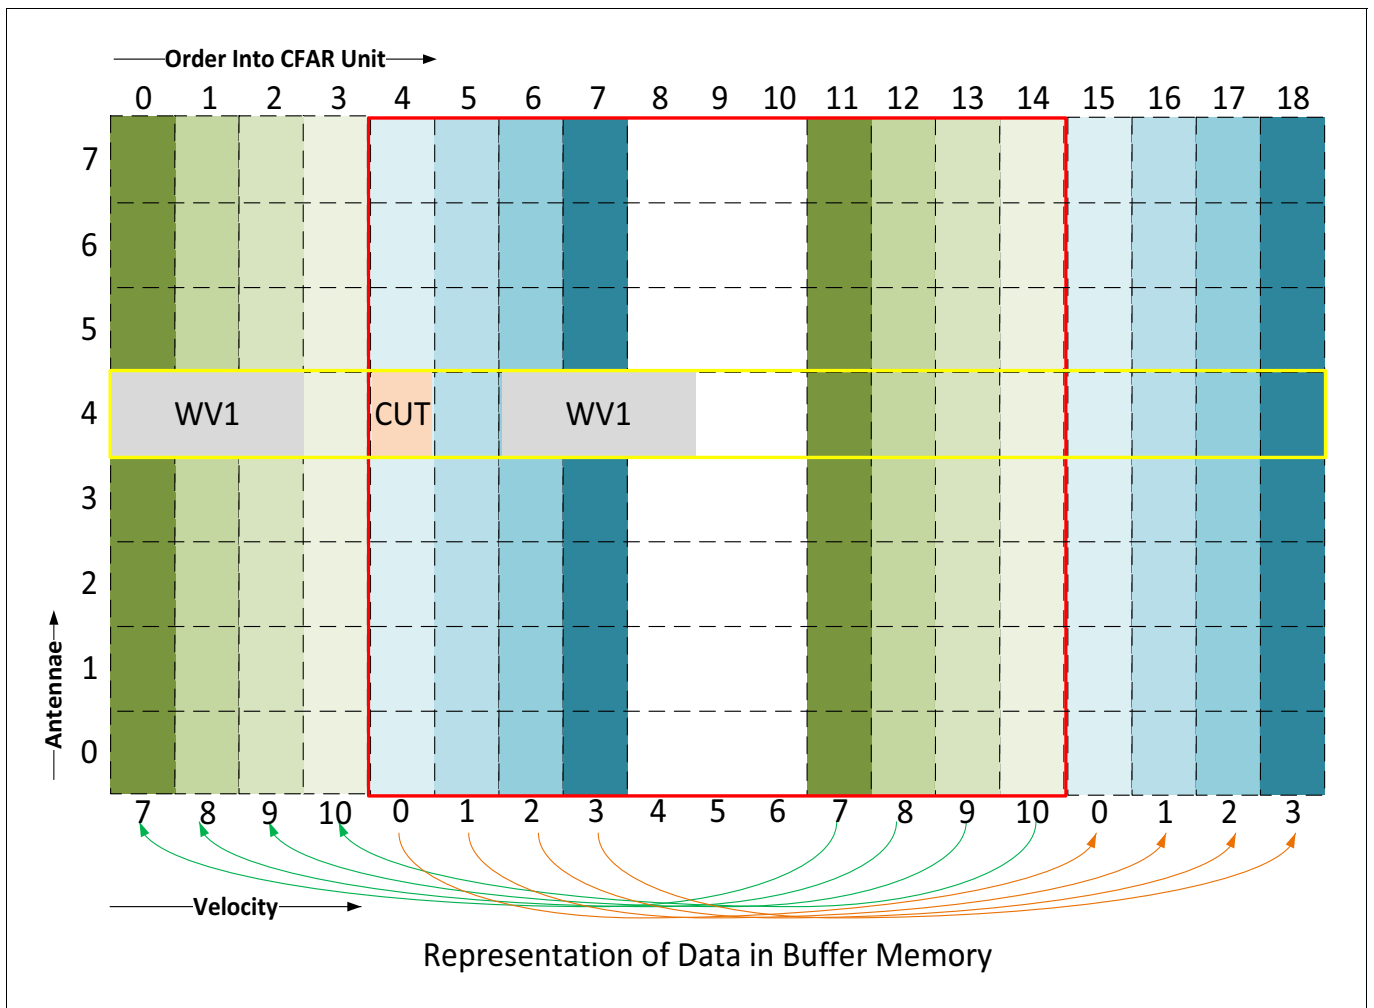 Order Into CFAR Unit
0 1 2 3 4 5 6 7 8 9 10 11 12 13 14 15 16 17 18
7
6
5
4 WV1 CUT WV1
3
2
1
0
Antennae
7 8 9 10 0 1 2 3 4 5 6 7 8 9 10 0 1 2 3
Velocity
Representation of Data in Buffer Memory